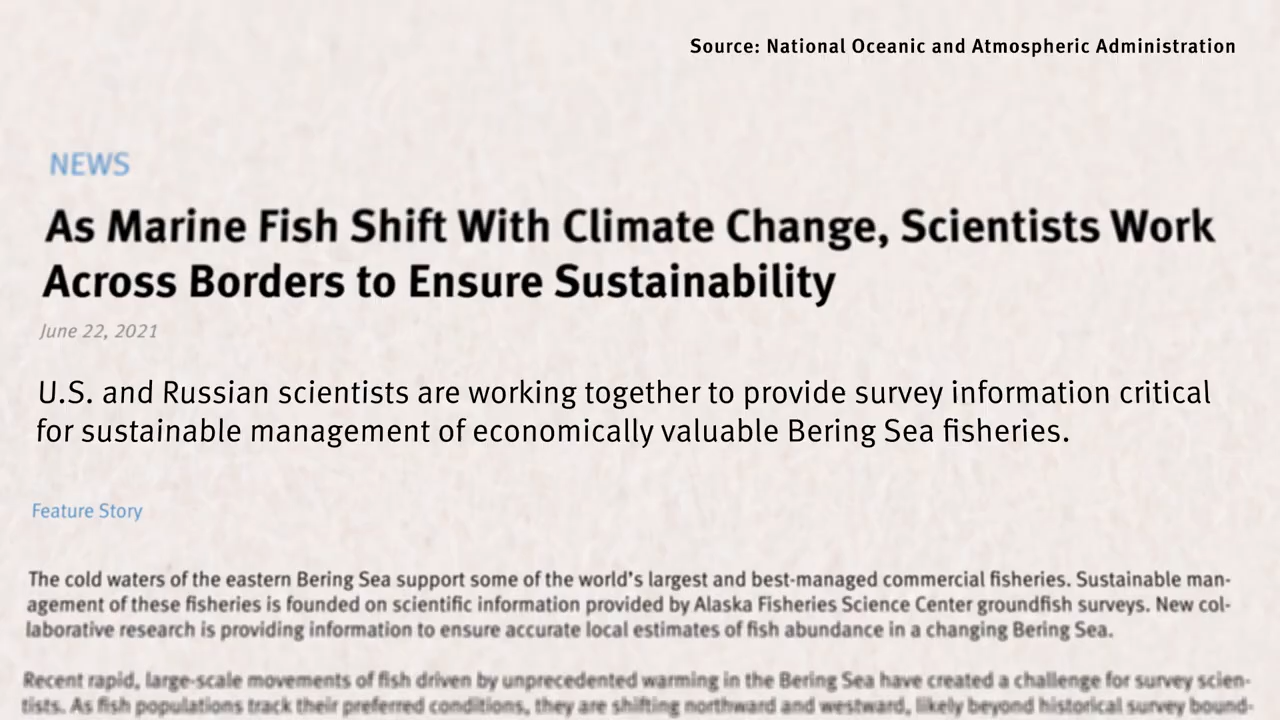 Source: National Oceanic and Atmospheric Administration
NEWS
As Marine Fish Shift With Climate Change, Scientists Work
Across Borders to Ensure Sustainability
June 22, 2021
U.S. and Russian scientists are working together to provide survey information critical
for sustainable management of economically valuable Bering Sea fisheries.
Feature Story
The cold waters of the eastern Bering Sea support some of the world's largest and best-managed commercial fisheries. Sustainable man-
agement of these fisheries is founded on scientific information provided by Alaska Fisheries Science Center groundfish surveys. New col-
laborative research is providing information to ensure accurate local estimates of fish abundance in a changing Bering Sea.
Recent rapid, large-scale movements of fish driven by unprecedented warming in the Bering Sea have created a challenge for survey scien-
tists. As fish populations track their preferred conditions, they are shifting northward and westward, likely beyond historical survey bound-